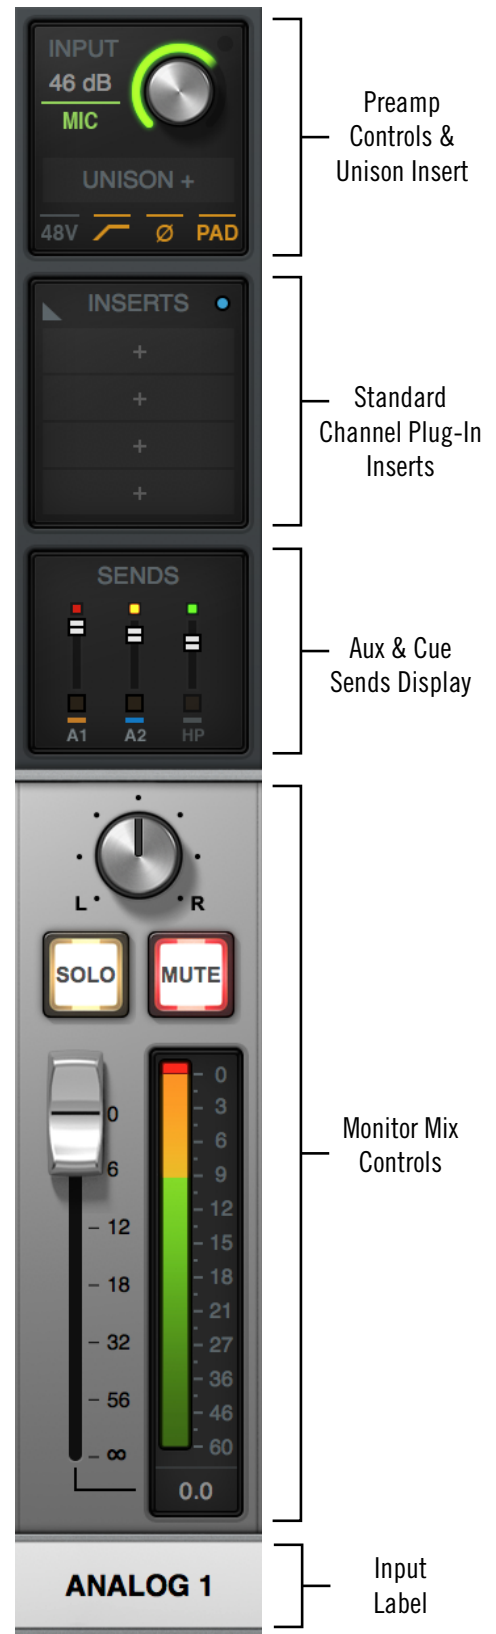 INPUT
46 dB
MIC
UNISON +
48V Ø PAD
Preamp
Controls &
Unison Insert
INSERTS
+
+
+
+
Standard
Channel Plug-In
Inserts
SENDS
A1 A2 HP
Aux & Cue
Sends Display
L R
SOLO MUTE
0
6
12
18
32
56
∞
0
3
6
9
12
15
18
21
27
36
46
60
0.0
Monitor Mix
Controls
ANALOG 1
Input
Label